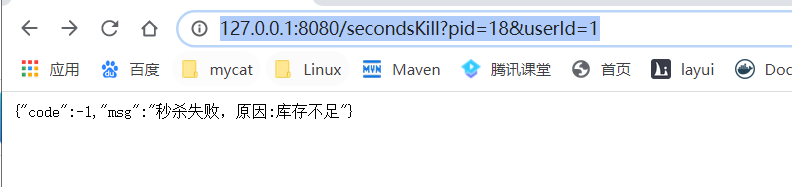 127.0.0.1:8080/secondsKill?pid=18&userId=1
应用 百度 mycat Linux Maven 腾讯课堂 首页 layui Doc
{"code":-1,"msg":"秒杀失败，原因:库存不足"}